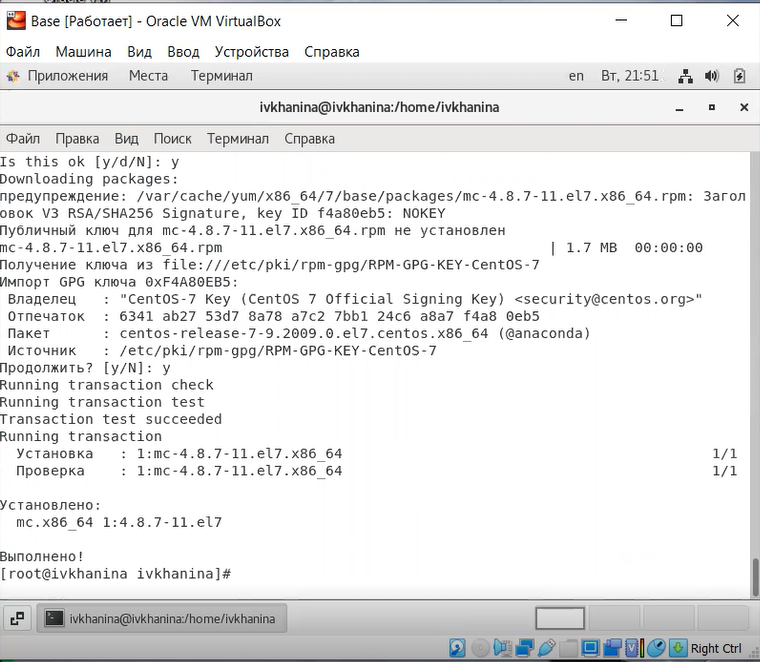 Base [Работает] - Oracle VM VirtualBox
Файл Машина Вид Ввод Устройства Справка
Приложения Места Терминал en Вт, 21:51
ivkhanina@ivkhanina:/home/ivkhanina
Файл Правка Вид Поиск Терминал Справка
Is this ok [y/d/N]: y
Downloading packages:
предупреждение: /var/cache/yum/x86_64/7/base/packages/mc-4.8.7-11.el7.x86_64.rpm: Загол
овок V3 RSA/SHA256 Signature, key ID f4a80eb5: NOKEY
Публичный ключ для mc-4.8.7-11.el7.x86_64.rpm не установлен
mc-4.8.7-11.el7.x86_64.rpm | 1.7 MB 00:00:00
Получение ключа из file:///etc/pki/rpm-gpg/RPM-GPG-KEY-CentOS-7
Импорт GPG ключа 0xF4A80EB5:
Владелец : "CentOS-7 Key (CentOS 7 Official Signing Key) <security@centos.org>"
Отпечаток : 6341 ab27 53d7 8a78 a7c2 7bb1 24c6 a8a7 f4a8 0eb5
Пакет : centos-release-7-9.2009.0.el7.centos.x86_64 (@anaconda)
Источник : /etc/pki/rpm-gpg/RPM-GPG-KEY-CentOS-7
Продолжить? [y/N]: y
Running transaction check
Running transaction test
Transaction test succeeded
Running transaction
Установка : 1:mc-4.8.7-11.el7.x86_64 1/1
Проверка : 1:mc-4.8.7-11.el7.x86_64 1/1
Установлено:
mc.x86_64 1:4.8.7-11.el7
Выполнено!
[root@ivkhanina ivkhanina]#
ivkhanina@ivkhanina:/home/ivkhanina
Right Ctrl